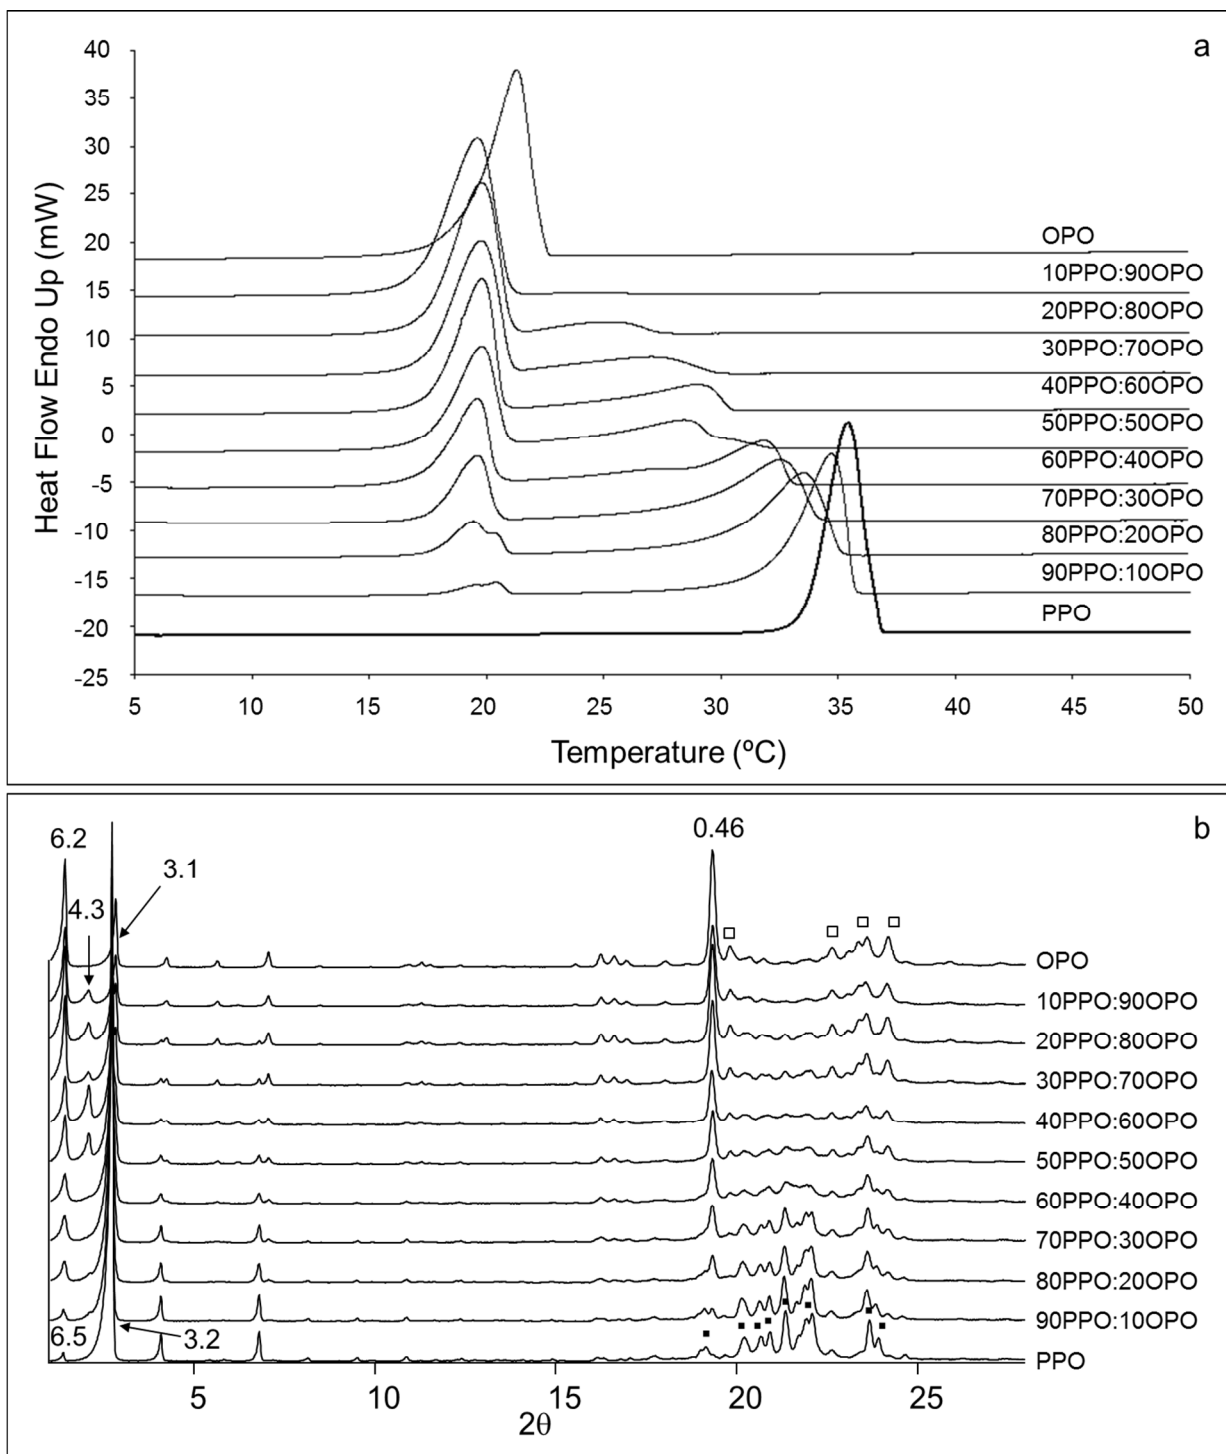 a
40
35
30
25
20
15
10
5
0
-5
-10
-15
-20
-25
Heat Flow Endo Up (mW)
OPO
10PPO:90OPO
20PPO:80OPO
30PPO:70OPO
40PPO:60OPO
50PPO:50OPO
60PPO:40OPO
70PPO:30OPO
80PPO:20OPO
90PPO:10OPO
PPO
5 10 15 20 25 30 35 40 45 50
Temperature (ºC)
b
6.2
4.3
3.1
0.46
OPO
10PPO:90OPO
20PPO:80OPO
30PPO:70OPO
40PPO:60OPO
50PPO:50OPO
60PPO:40OPO
70PPO:30OPO
80PPO:20OPO
90PPO:10OPO
PPO
6.5
3.2
5 10 15 20 25
2θ